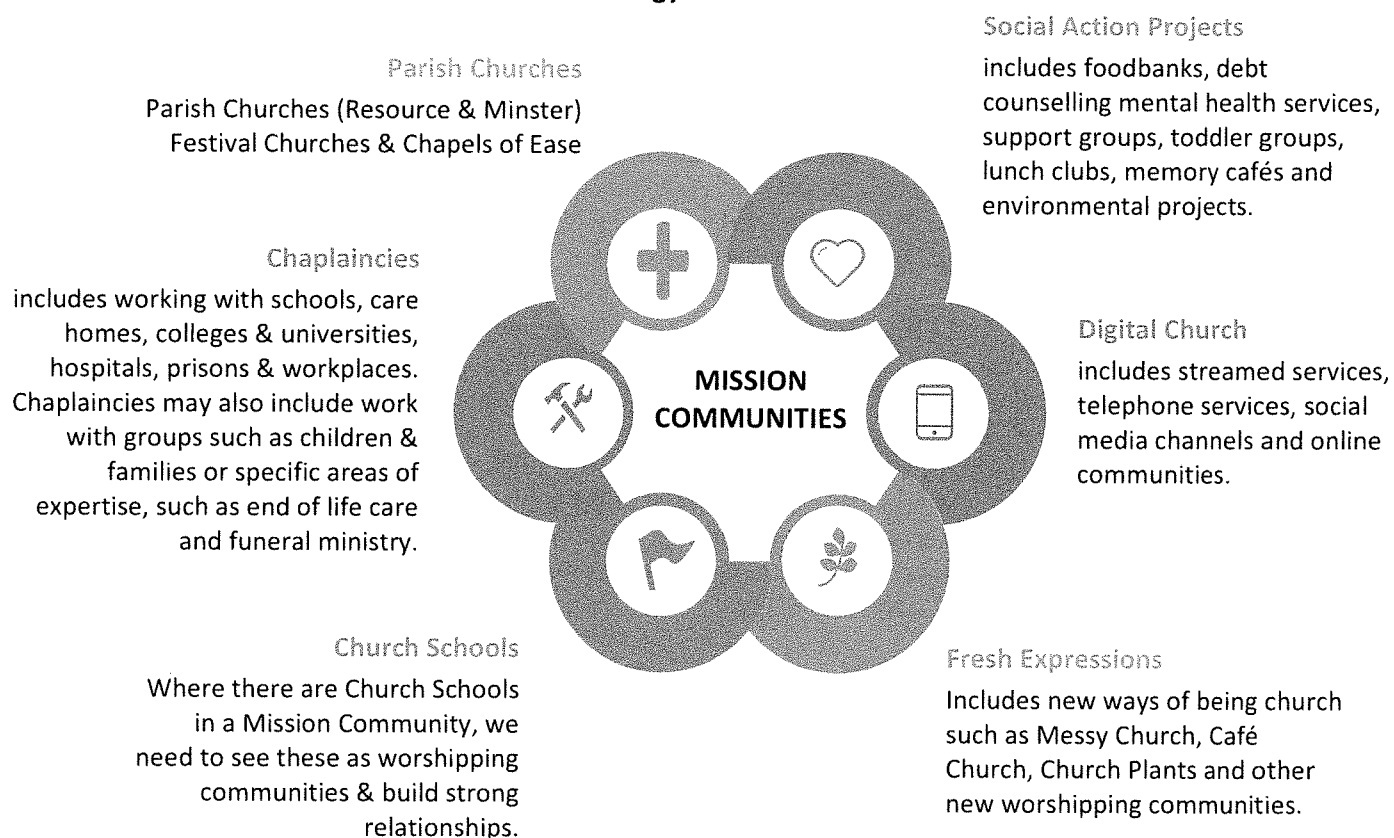 Parish Churches
Parish Churches (Resource & Minster)
Festival Churches & Chapels of Ease
Social Action Projects
includes foodbanks, debt
counselling mental health services,
support groups, toddler groups,
lunch clubs, memory cafés and
environmental projects.
Chaplaincies
includes working with schools, care
homes, colleges & universities,
hospitals, prisons & workplaces.
Chaplaincies may also include work
with groups such as children &
families or specific areas of
expertise, such as end of life care
and funeral ministry.
MISSION
COMMUNITIES
Digital Church
includes streamed services,
telephone services, social
media channels and online
communities.
Church Schools
Where there are Church Schools
in a Mission Community, we
need to see these as worshipping
communities & build strong
relationships.
Fresh Expressions
Includes new ways of being church
such as Messy Church, Café
Church, Church Plants and other
new worshipping communities.